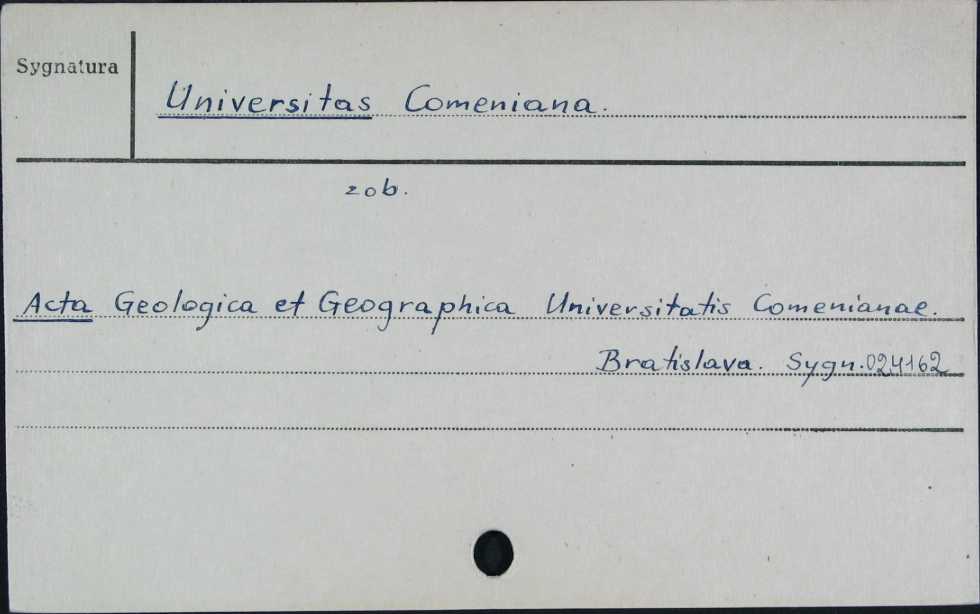 Sygnatura
Universitas Comeniana.
zob.
Acta Geologica et Geographica Universitatis Comenianae.
Bratislava. Sygn. 024162